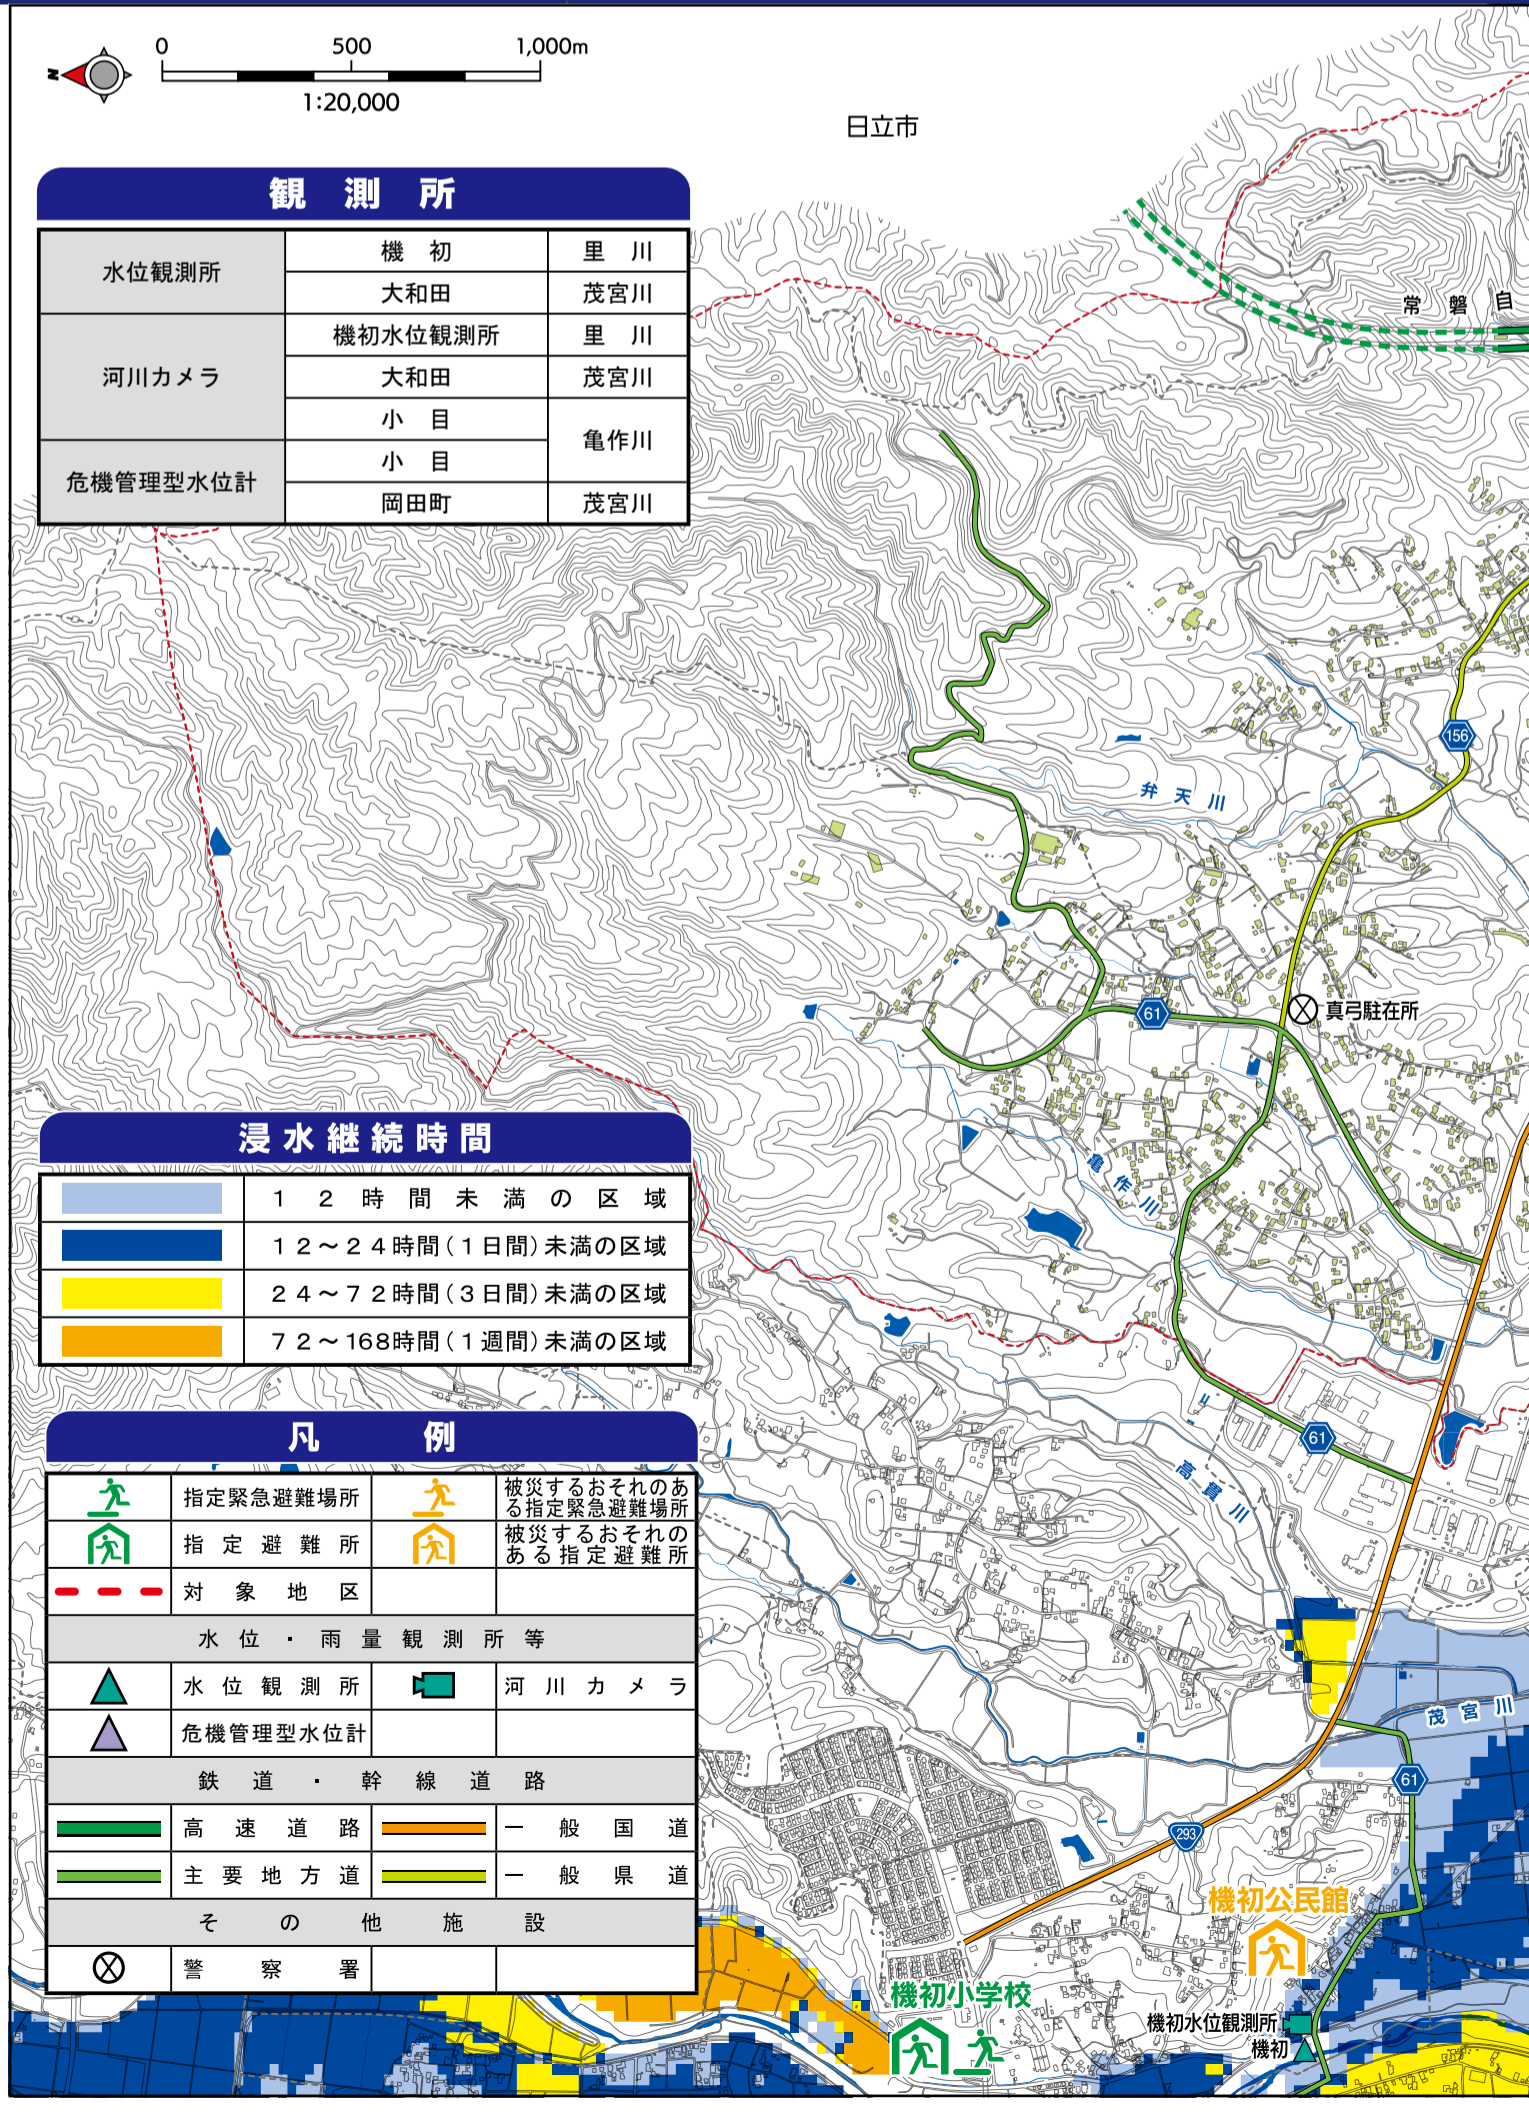 N
0 500 1,000m
1:20,000
日立市
観測所
水位観測所 機初 里川
大和田 茂宮川
河川カメラ 機初水位観測所 里川
大和田 茂宮川
小目 亀作川
危機管理型水位計 小目
岡田町 茂宮川
常磐自
156
弁天川
61
真弓駐在所
亀作川
浸水継続時間
12時間未満の区域
12～24時間(1日間)未満の区域
24～72時間(3日間)未満の区域
72～168時間(1週間)未満の区域
61
高貫川
凡例
指定緊急避難場所 被災するおそれのあ
る指定緊急避難場所
指定避難所 被災するおそれの
ある指定避難所
対象地区
水位・雨量観測所等
水位観測所 河川カメラ
危機管理型水位計
鉄道・幹線道路
高速道路 一般国道
主要地方道 一般県道
その他施設
警察署
茂宮川
61
293
機初公民館
機初小学校
機初水位観測所
機初